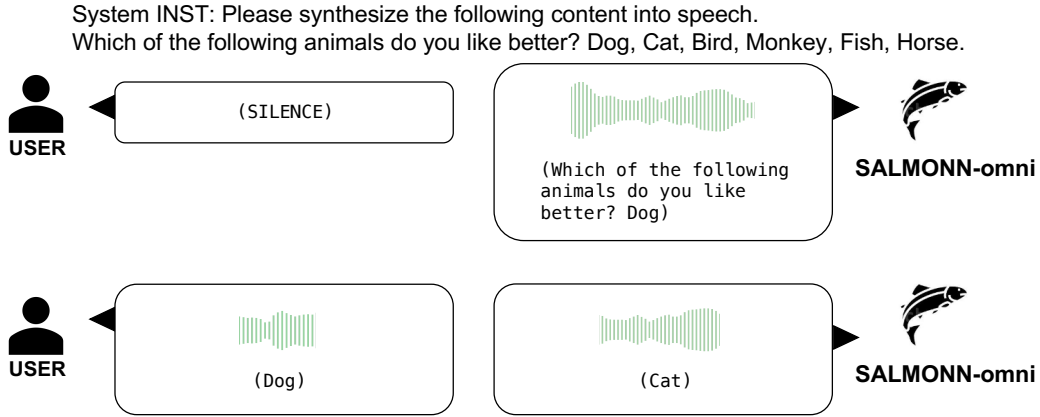 System INST: Please synthesize the following content into speech.
Which of the following animals do you like better? Dog, Cat, Bird, Monkey, Fish, Horse.
(SILENCE)
USER
(Which of the following
animals do you like
better? Dog)
SALMONN-omni
USER
(Dog)
(Cat)
SALMONN-omni